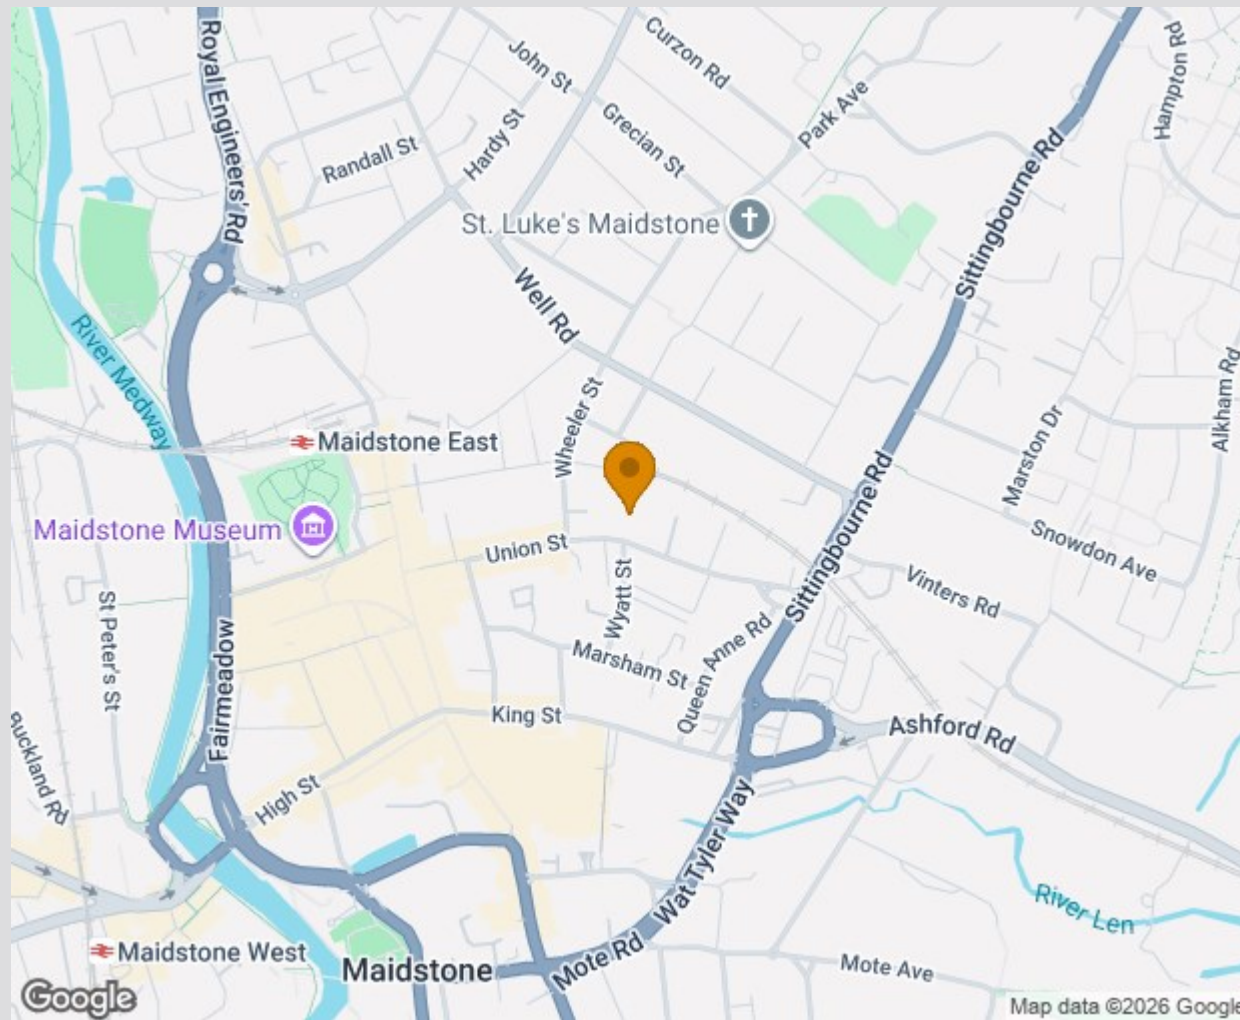 Royal Engineers' Rd
John St
Curzon Rd
Hampton Rd
Park Ave
Grecian St
Hardy St
Randall St
Sittingbourne Rd
St. Luke's Maidstone
Well Rd
River Medway
Wheeler St
Alkham Rd
Marston Dr
Maidstone East
Sittingbourne Rd
Maidstone Museum
Union St
Snowdon Ave
Wyatt St
Vinters Rd
St Peter's St
Queen Anne Rd
Marsham St
Fairmeadow
King St
Ashford Rd
Buckland Rd
High St
Wat Tyler Way
River Len
Maidstone West
Maidstone
Mote Rd
Mote Ave
Google
Map data ©2026 Google